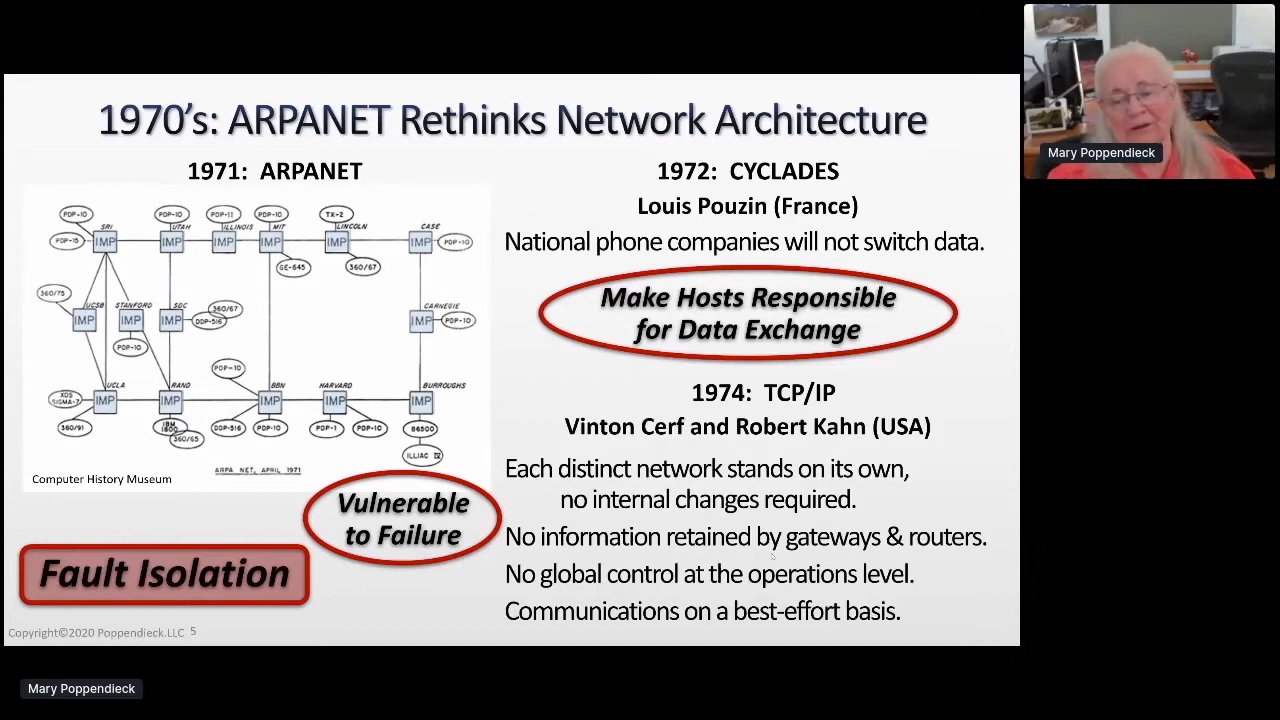 1970's: ARPANET Rethinks Network Architecture
1971: ARPANET
PDP-10
PDP-10
PDP-11
PDP-10
TX-2
SRI
UTAH
ILLINOIS
MIT
LINCOLN
CASE
PDP-15
IMP
IMP
IMP
IMP
IMP
IMP
PDP-10
GE-645
360/67
360/75
UCSB
STANFORD
SDC
360/67
CARNEGIE
IMP
IMP
IMP
DDP-516
IMP
PDP-10
PDP-10
PDP-10
UCLA
RAND
BBN
HARVARD
BURROUGHS
XDS
SIGMA-7
IMP
IMP
IMP
IMP
IMP
360/91
IBM
1800
360/65
DDP-516
PDP-10
PDP-1
PDP-10
B6500
ILLIAC IV
ARPA NET, APRIL 1971
Computer History Museum
Vulnerable
to Failure
Fault Isolation
1972: CYCLADES
Louis Pouzin (France)
National phone companies will not switch data.
Make Hosts Responsible
for Data Exchange
1974: TCP/IP
Vinton Cerf and Robert Kahn (USA)
Each distinct network stands on its own,
no internal changes required.
No information retained by gateways & routers.
No global control at the operations level.
Communications on a best-effort basis.
Copyright©2020 Poppendieck.LLC 5
Mary Poppendieck
Mary Poppendieck